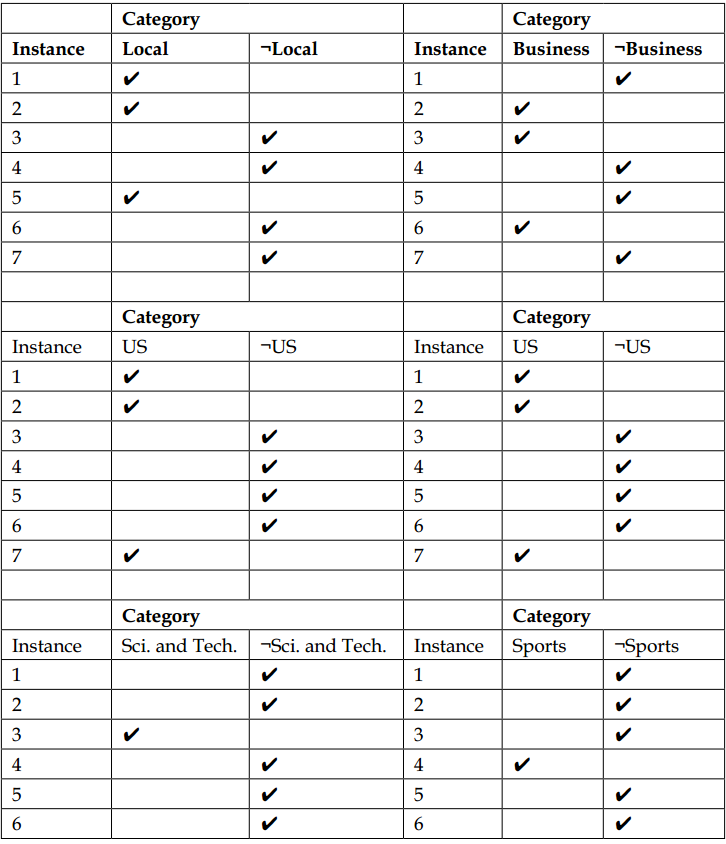 Category Category
Instance Local ¬Local Instance Business ¬Business
1 ✔ 1 ✔
2 ✔ 2 ✔
3 ✔ 3 ✔
4 ✔ 4 ✔
5 ✔ 5 ✔
6 ✔ 6 ✔
7 ✔ 7 ✔
Category Category
Instance US ¬US Instance US ¬US
1 ✔ 1 ✔
2 ✔ 2 ✔
3 ✔ 3 ✔
4 ✔ 4 ✔
5 ✔ 5 ✔
6 ✔ 6 ✔
7 ✔ 7 ✔
Category Category
Instance Sci. and Tech. ¬Sci. and Tech. Instance Sports ¬Sports
1 ✔ 1 ✔
2 ✔ 2 ✔
3 ✔ 3 ✔
4 ✔ 4 ✔
5 ✔ 5 ✔
6 ✔ 6 ✔